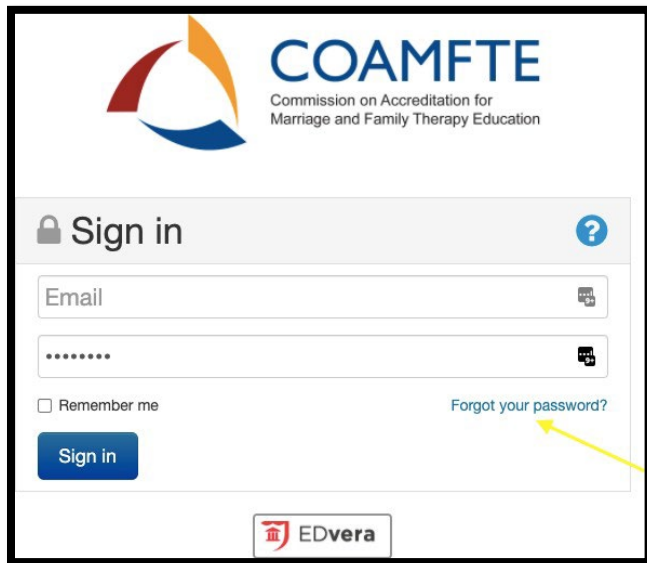 COAMFTE
Commission on Accreditation for
Marriage and Family Therapy Education
Sign in
?
Email
••••••••
Remember me
Forgot your password?
Sign in
EDvera